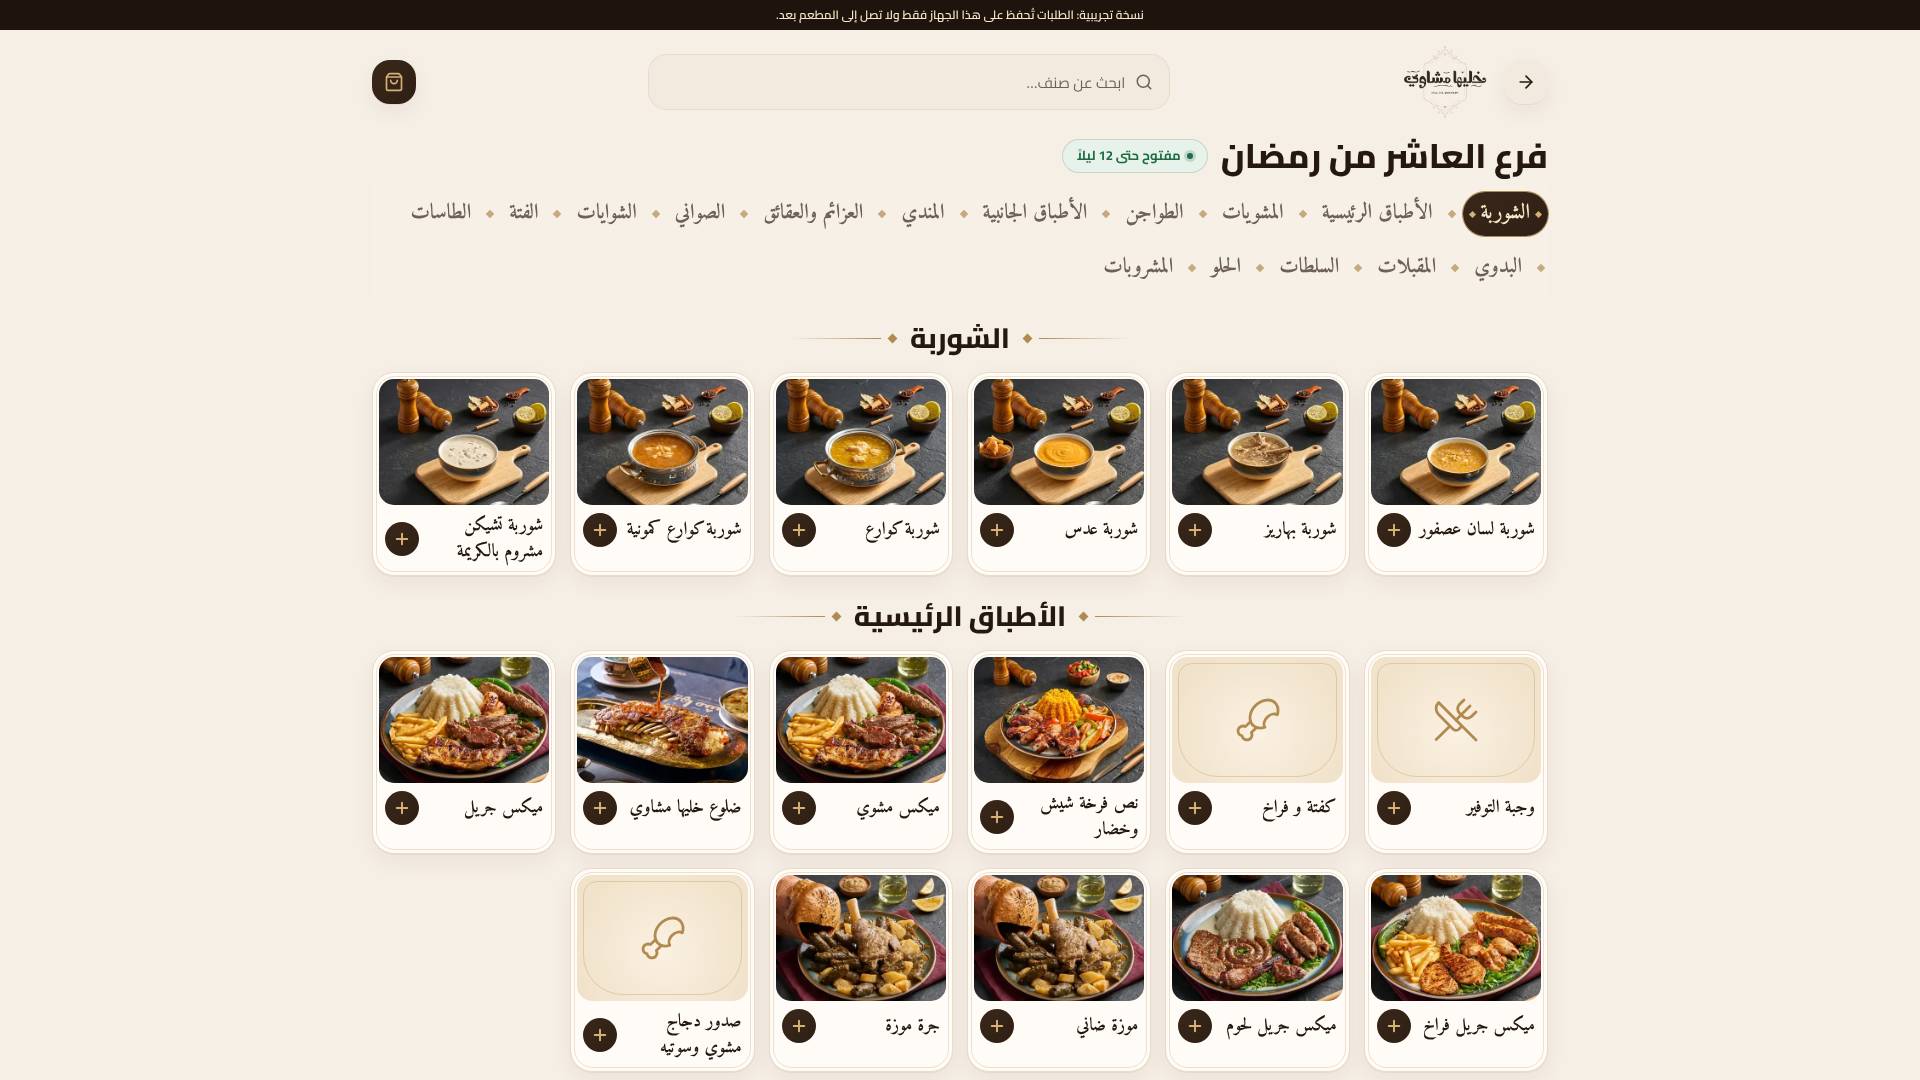 نسخة تجريبية: الطلبات تُحفظ على هذا الجهاز فقط ولا تصل إلى المطعم بعد.
خليها مشاوي
ابحث عن صنف...
فرع العاشر من رمضان
مفتوح حتى 12 ليلاً
الشوربة
الأطباق الرئيسية
المشويات
الطواجن
الأطباق الجانبية
المندي
العزائم والعقائق
الصواني
الشوايات
الفتة
الطاسات
البدوي
المقبلات
السلطات
الحلو
المشروبات
الشوربة
شوربة لسان عصفور
شوربة بهاريز
شوربة عدس
شوربة كوارع
شوربة كوارع كمونية
شوربة تشيكن
مشروم بالكريمة
الأطباق الرئيسية
وجبة التوفير
كفتة و فراخ
نص فرخة شيش
وخضار
ميكس مشوي
ضلوع خليها مشاوي
ميكس جريل
ميكس جريل فراخ
ميكس جريل لحوم
موزة ضاني
جرة موزة
صدور دجاج
مشوي وسوتيه